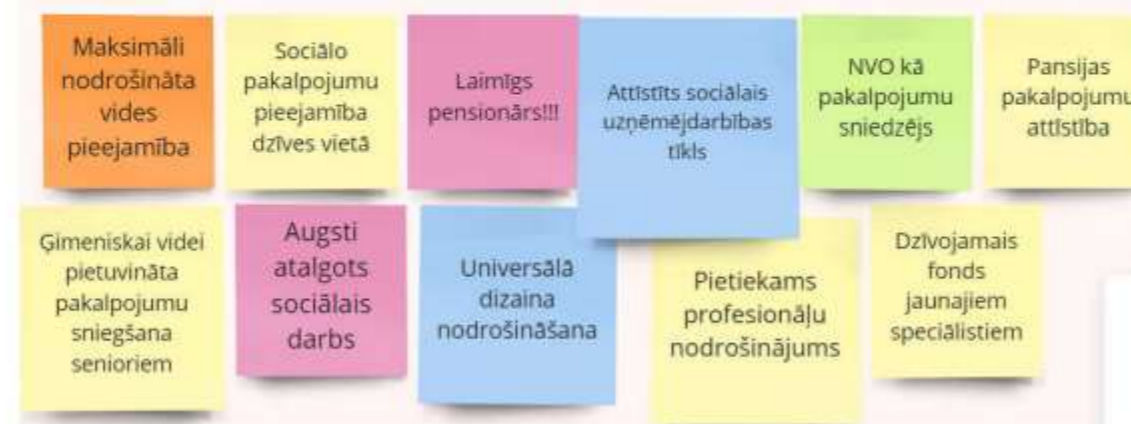 Maksimāli
nodrošināta
vides
pieejamība
Sociālo
pakalpojumu
pieejamība
dzīves vietā
Laimīgs
pensionārs!!!
Attīstīts sociālais
uzņēmējdarbības
tīkls
NVO kā
pakalpojumu
sniedzējs
Pansijas
pakalpojumu
attīstība
Ģimeniskai videi
pietuvināta
pakalpojumu
sniegšana
senioriem
Augsti
atalgots
sociālais
darbs
Universālā
dizaina
nodrošināšana
Pietiekams
profesionāļu
nodrošinājums
Dzīvojamais
fonds
jaunajiem
speciālistiem